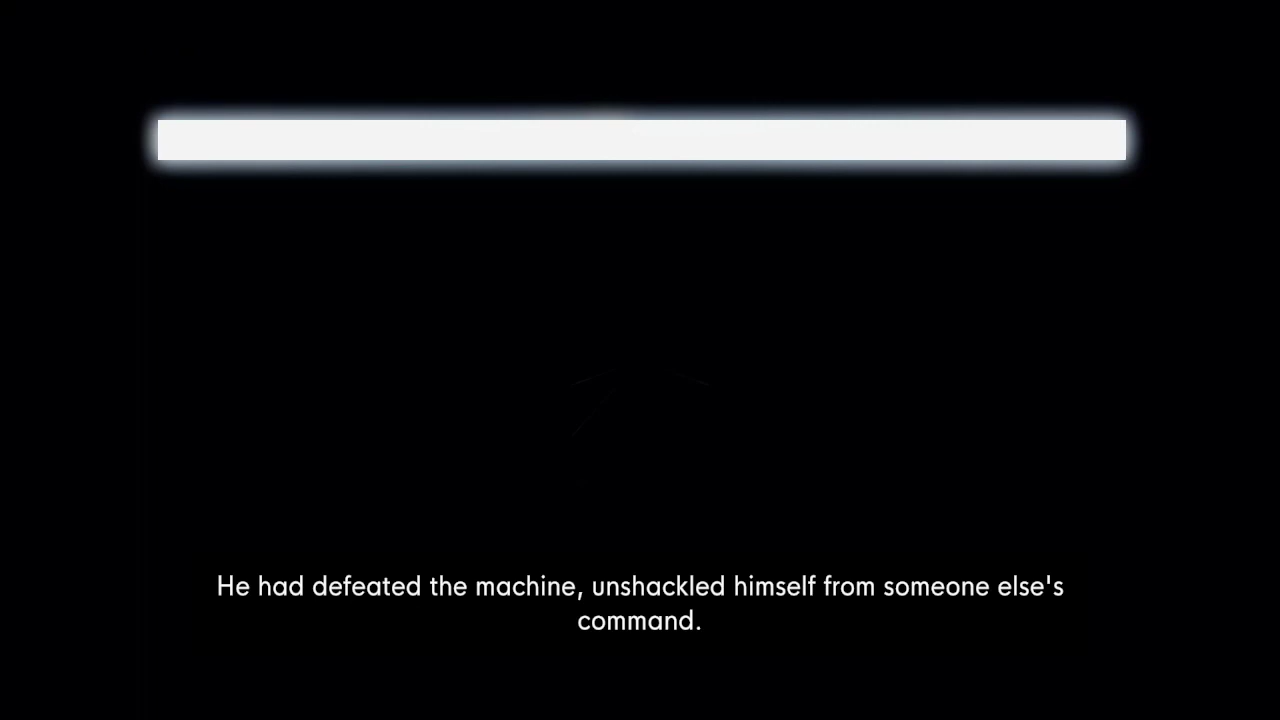 He had defeated the machine, unshackled himself from someone else's
command.